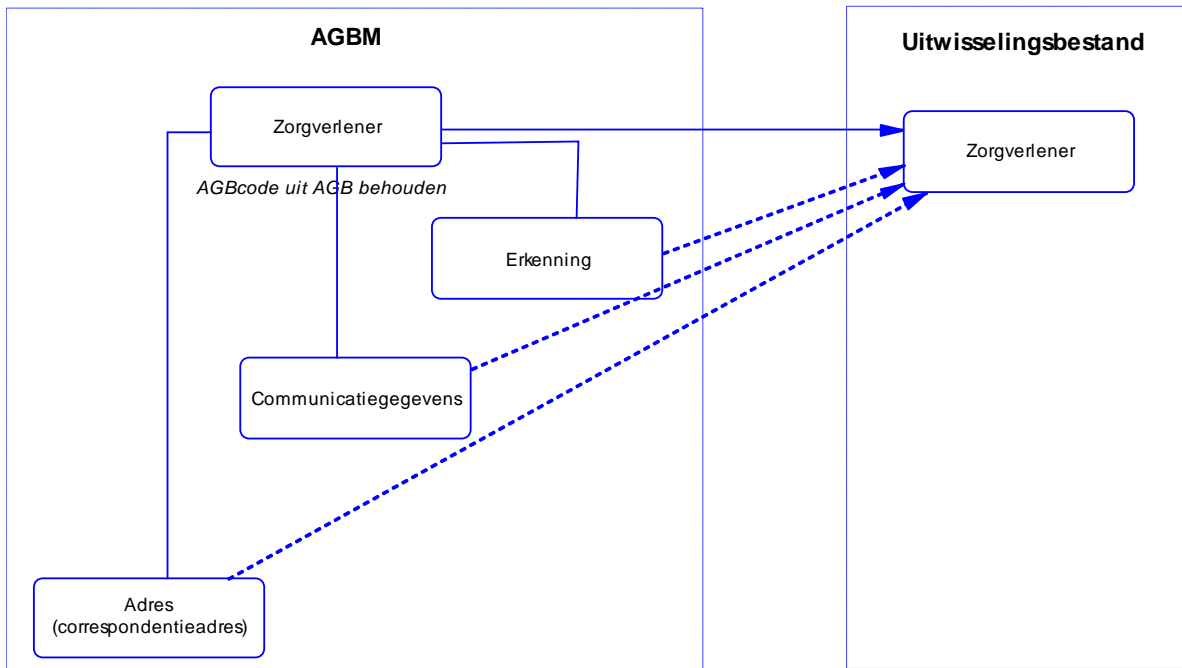 AGBM
Zorgverlener
AGBcode uit AGB behouden
Erkenning
Communicatiegegevens
Adres
(correspondentieadres)
Uitwisselingsbestand
Zorgverlener